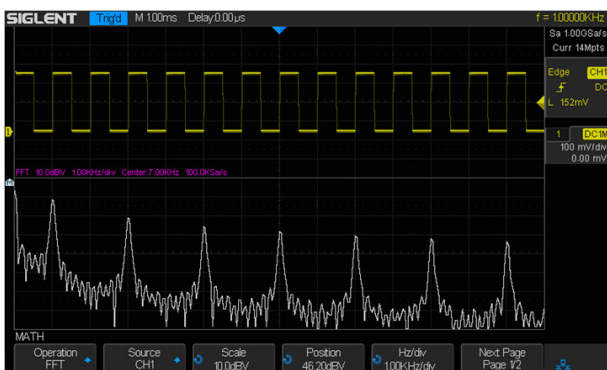 SIGLENT Trig'd M 1.00ms Delay:0.00µs f = 1.00000KHz
Sa 1.00GSa/s
Curr 14Mpts
Edge CH1
DC
L 152mV
1 DC1M
100 mV/div
0.00 mV
FFT 10.0dBV 1.00KHz/div Center:7.00KHz 100.0KSa/s
MATH
Operation Source Scale Position Hz/div Next Page
FFT CH1 10.0dBV 46.20dBV 1.00KHz/div Page 1/2